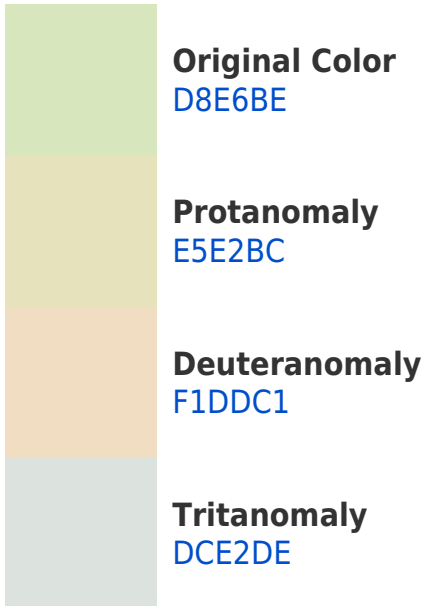 Original Color
D8E6BE
Protanomaly
E5E2BC
Deuteranomaly
F1DDC1
Tritanomaly
DCE2DE